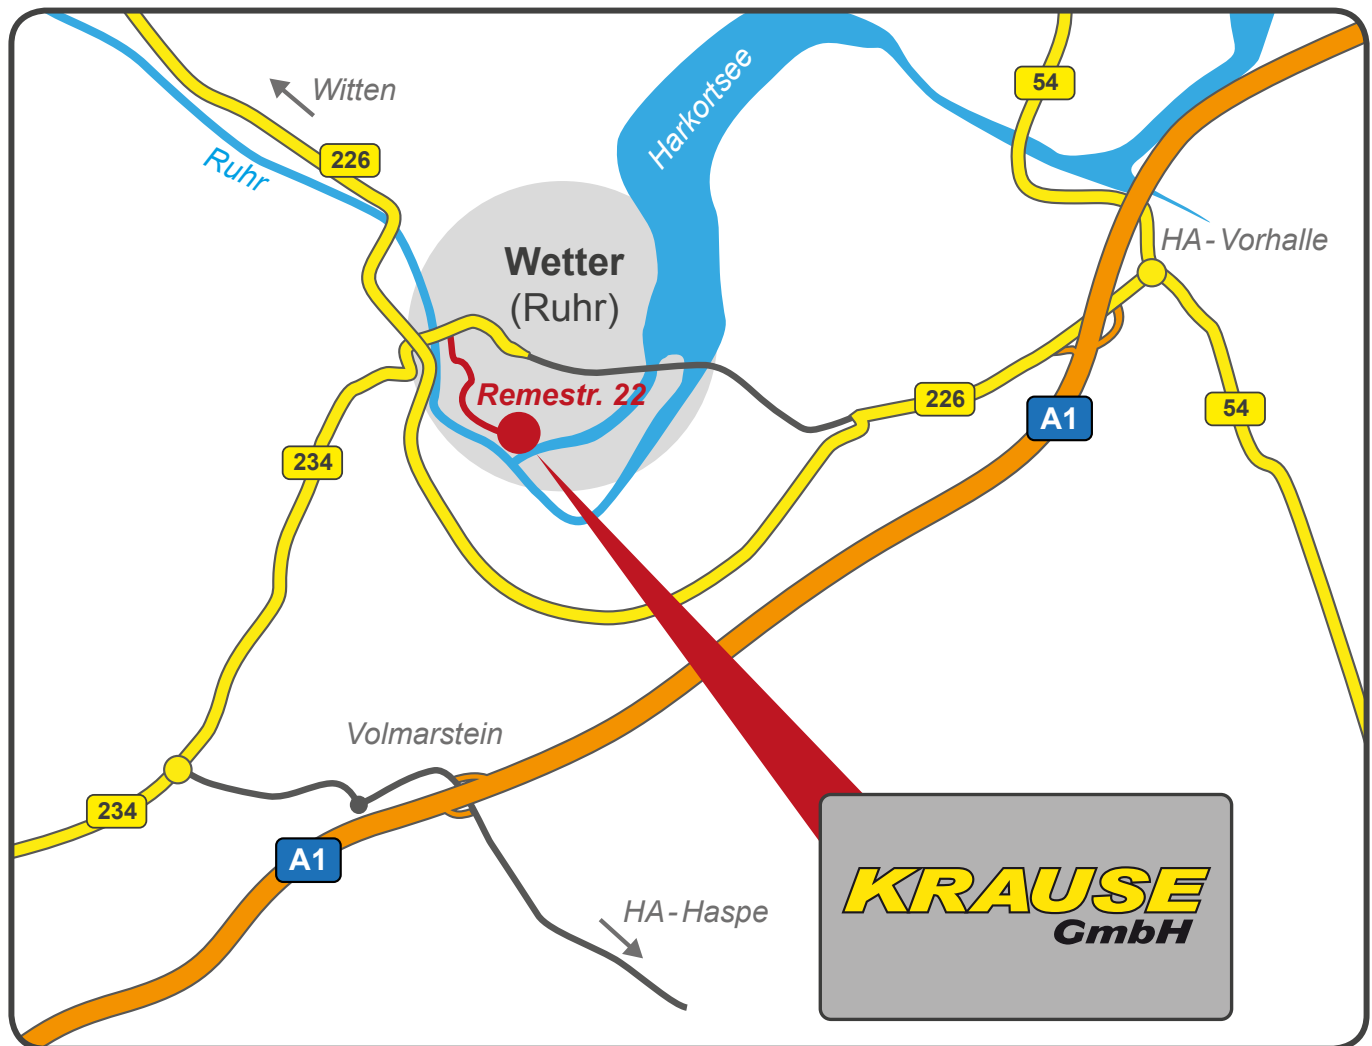 54
Witten
Harkortsee
226
Ruhr
HA-Vorhalle
Wetter
(Ruhr)
Remestr. 22
226
54
A1
234
Volmarstein
234
A1
HA-Haspe
KRAUSE
GmbH